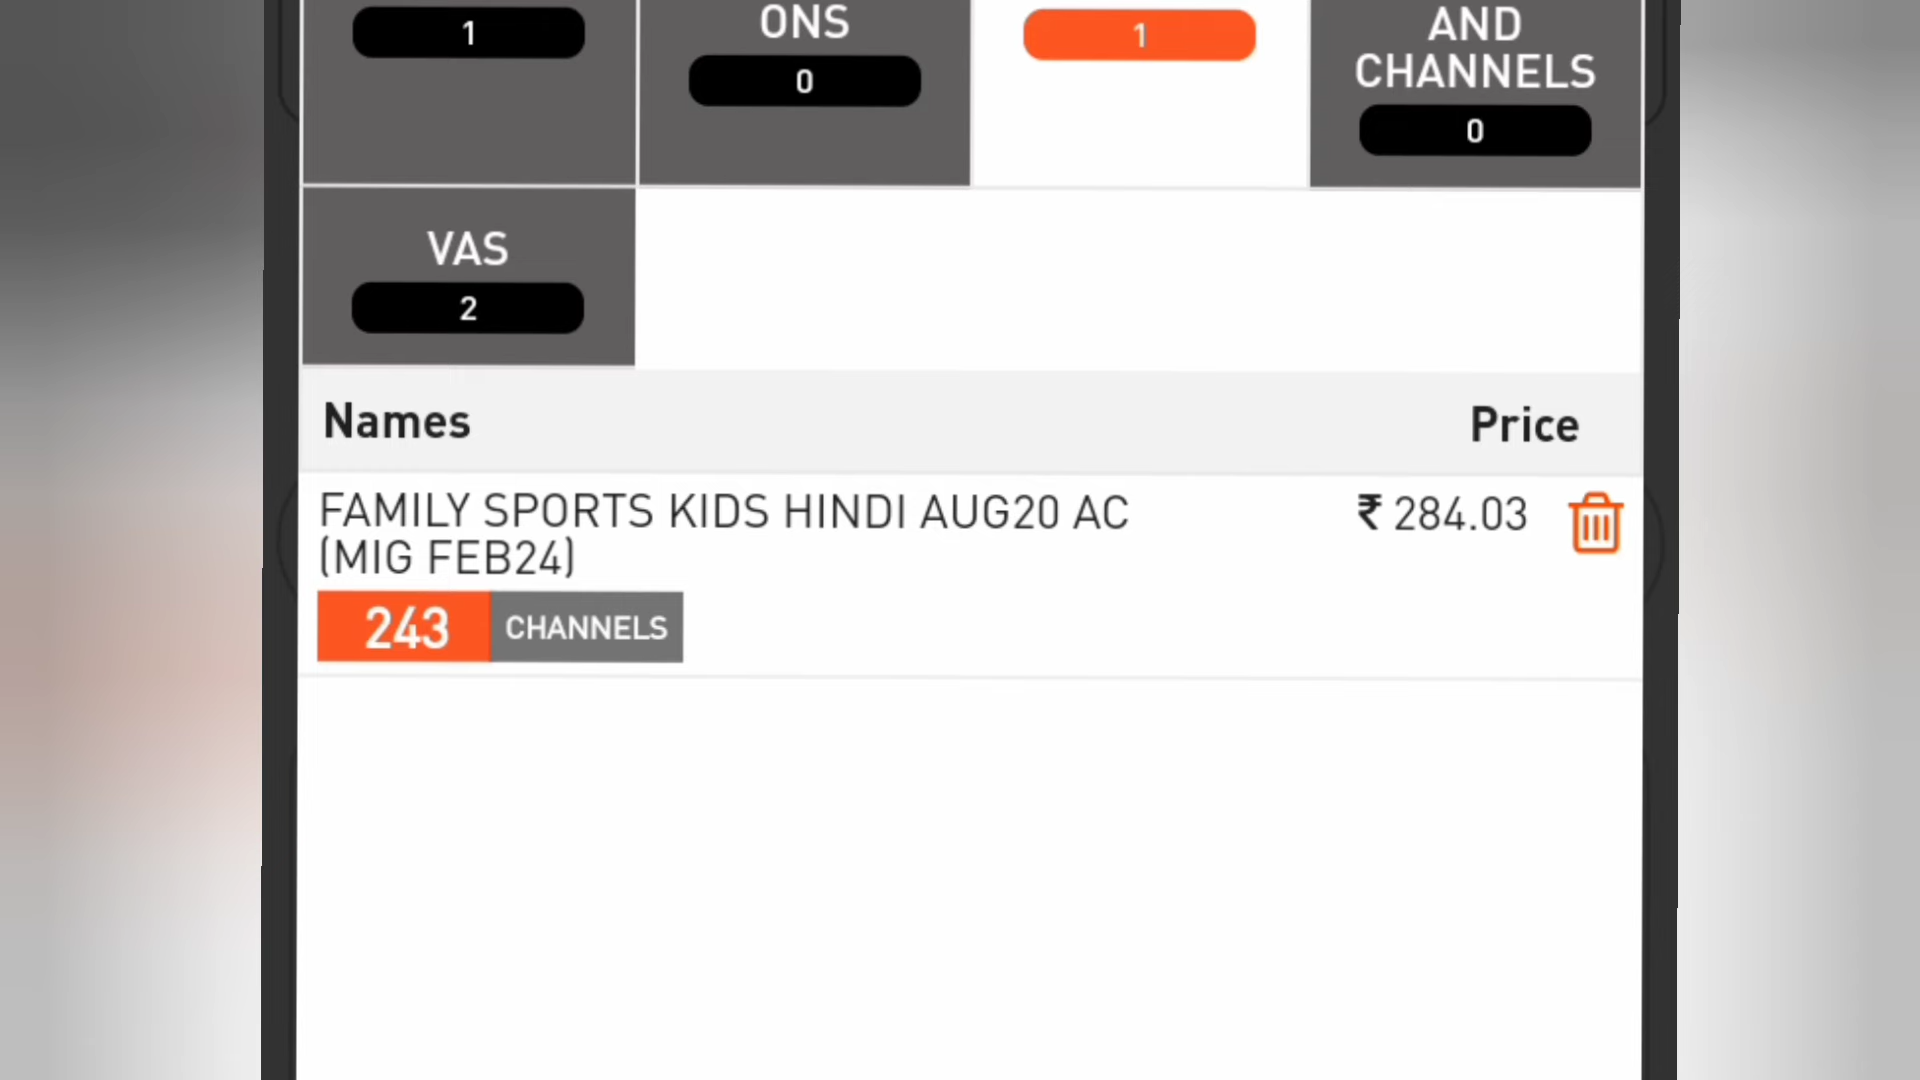 1
ONS
0
1
AND
CHANNELS
0
VAS
2
Names Price
FAMILY SPORTS KIDS HINDI AUG20 AC ₹ 284.03
(MIG FEB24)
243 CHANNELS